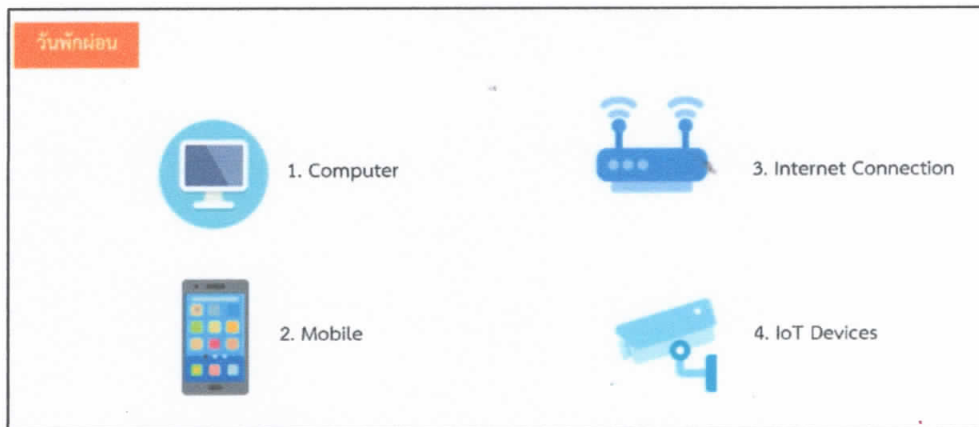 วันพักผ่อน
1. Computer
2. Mobile
3. Internet Connection
4. IoT Devices